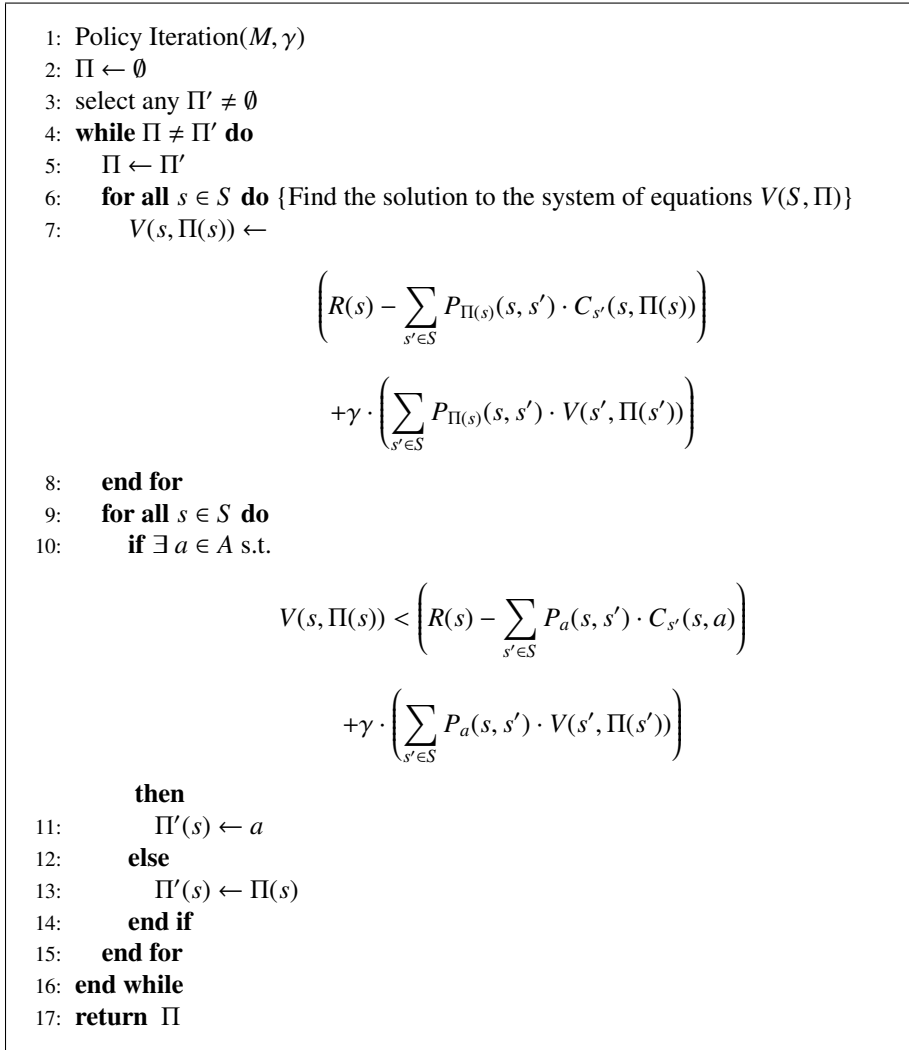 1: Policy Iteration(M, γ)
2: Π ← ∅
3: select any Π′ ≠ ∅
4: while Π ≠ Π′ do
5: Π ← Π′
6: for all s ∈ S do {Find the solution to the system of equations V(S, Π)}
7: V(s, Π(s)) ←
(R(s) − ∑_{s′∈S} P_{Π(s)}(s, s′) · C_{s′}(s, Π(s)))
+γ · (∑_{s′∈S} P_{Π(s)}(s, s′) · V(s′, Π(s′)))
8: end for
9: for all s ∈ S do
10: if ∃ a ∈ A s.t.
V(s, Π(s)) < (R(s) − ∑_{s′∈S} P_a(s, s′) · C_{s′}(s, a))
+γ · (∑_{s′∈S} P_a(s, s′) · V(s′, Π(s′)))
then
11: Π′(s) ← a
12: else
13: Π′(s) ← Π(s)
14: end if
15: end for
16: end while
17: return Π